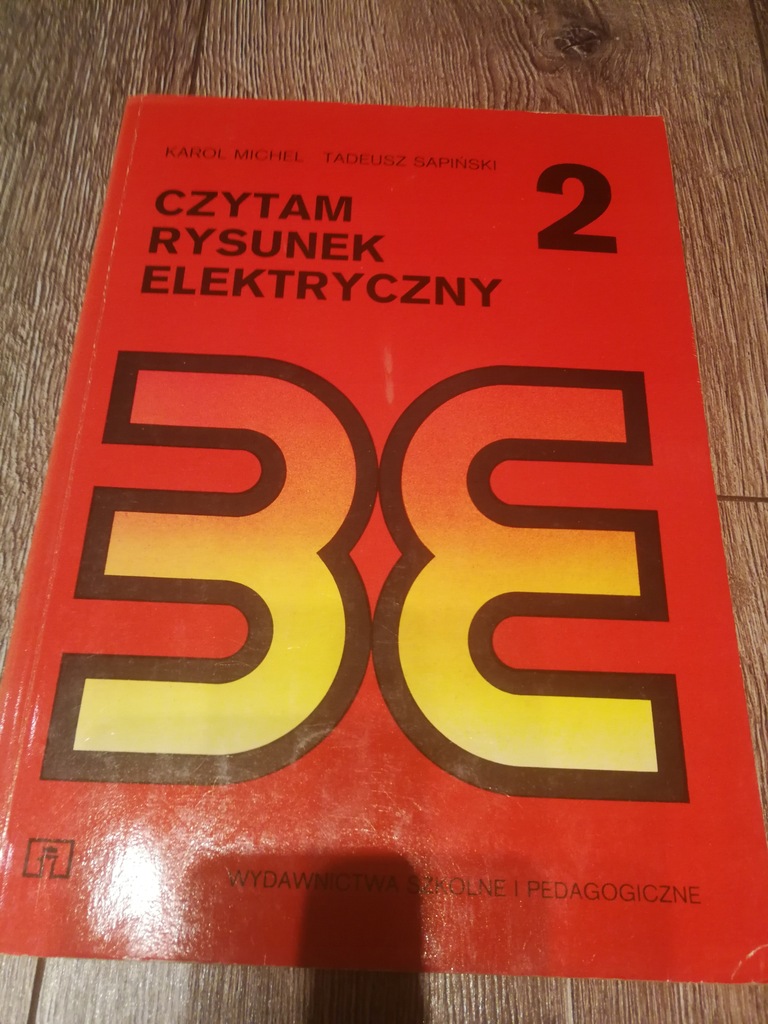 KAROL MICHEL TADEUSZ SAPIŃSKI
2
CZYTAM
RYSUNEK
ELEKTRYCZNY
WYDAWNICTWA SZKOLNE I PEDAGOGICZNE